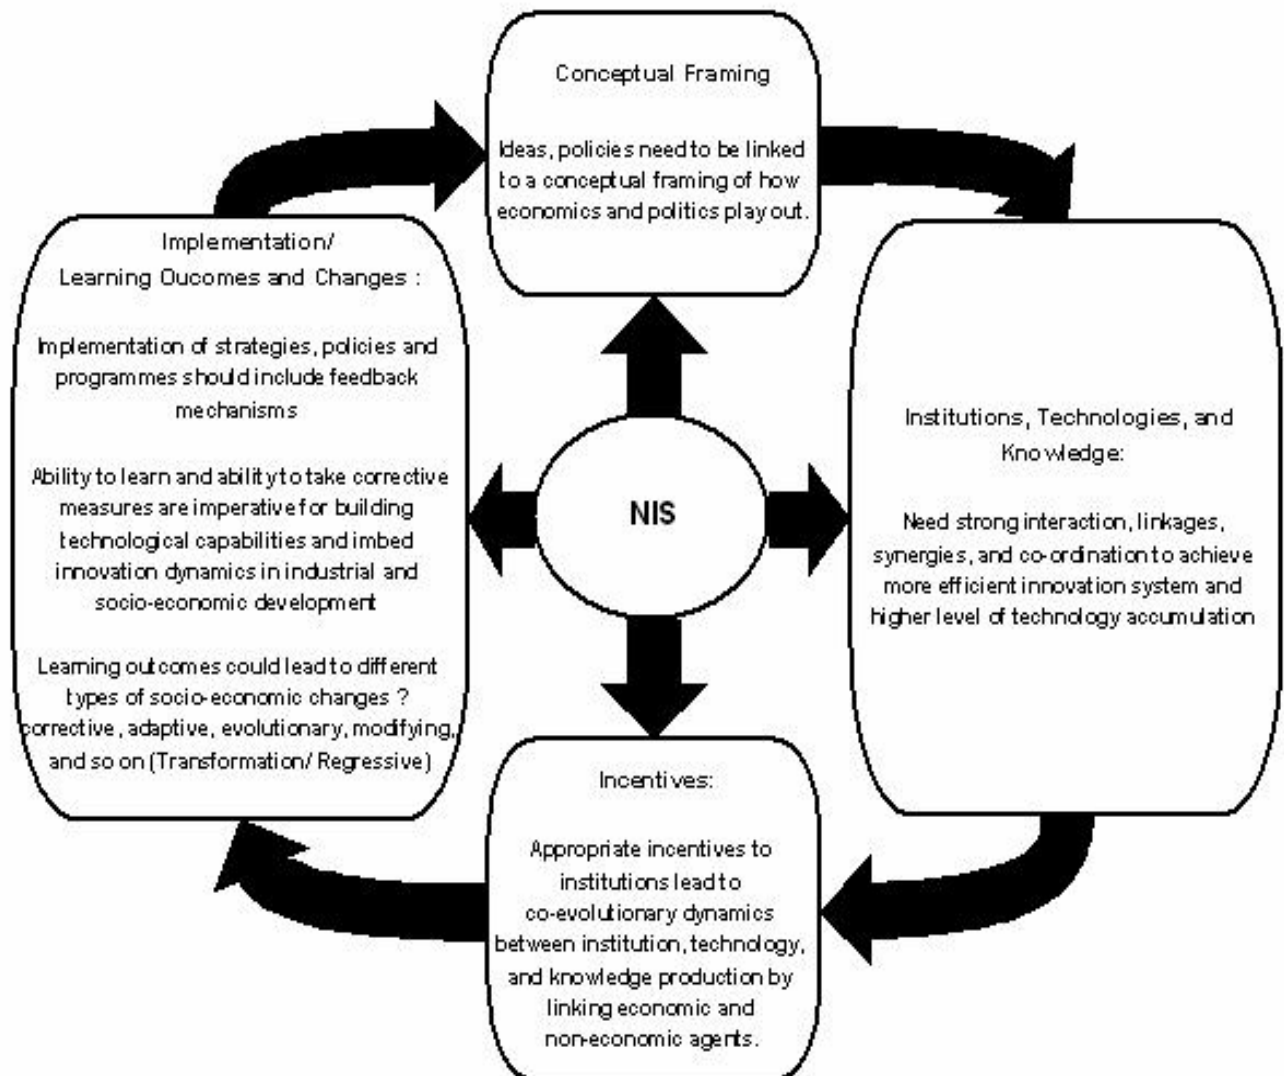 Conceptual Framing
Ideas, policies need to be linked
to a conceptual framing of how
economics and politics play out.
Implementation/
Learning Oucomes and Changes :
Implementation of strategies, policies and
programmes should include feedback
mechanisms
Ability to learn and ability to take corrective
measures are imperative for building
technological capabilities and imbed
innovation dynamics in industrial and
socio-economic development
Learning outcomes could lead to different
types of socio-economic changes ?
corrective, adaptive, evolutionary, modifying,
and so on (Transformation/ Regressive)
NIS
Institutions, Technologies, and
Knowledge:
Need strong interaction, linkages,
synergies, and co-ordination to achieve
more efficient innovation system and
higher level of technology accumulation
Incentives:
Appropriate incentives to
institutions lead to
co-evolutionary dynamics
between institution, technology,
and knowledge production by
linking economic and
non-economic agents.